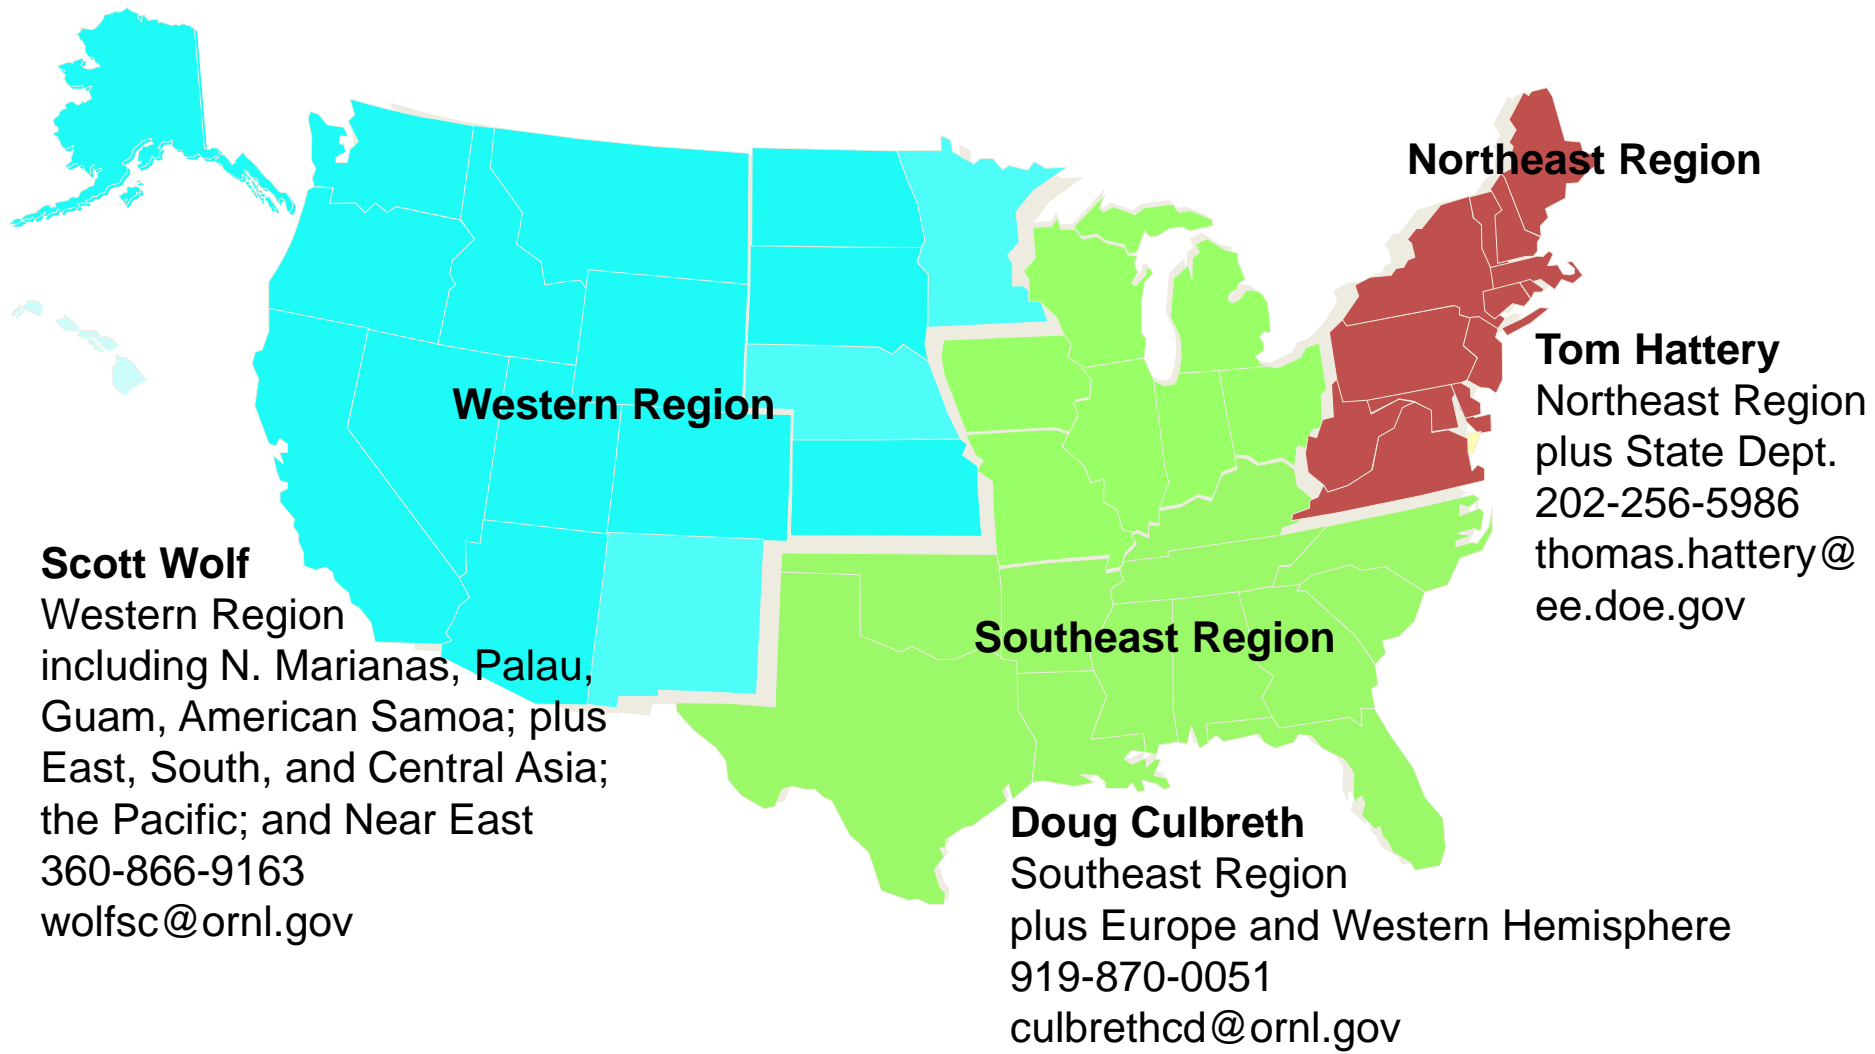 Northeast Region
Western Region
Southeast Region
Tom Hattery
Northeast Region
plus State Dept.
202-256-5986
thomas.hattery@
ee.doe.gov
Scott Wolf
Western Region
including N. Marianas, Palau,
Guam, American Samoa; plus
East, South, and Central Asia;
the Pacific; and Near East
360-866-9163
wolfsc@ornl.gov
Doug Culbreth
Southeast Region
plus Europe and Western Hemisphere
919-870-0051
culbrethcd@ornl.gov